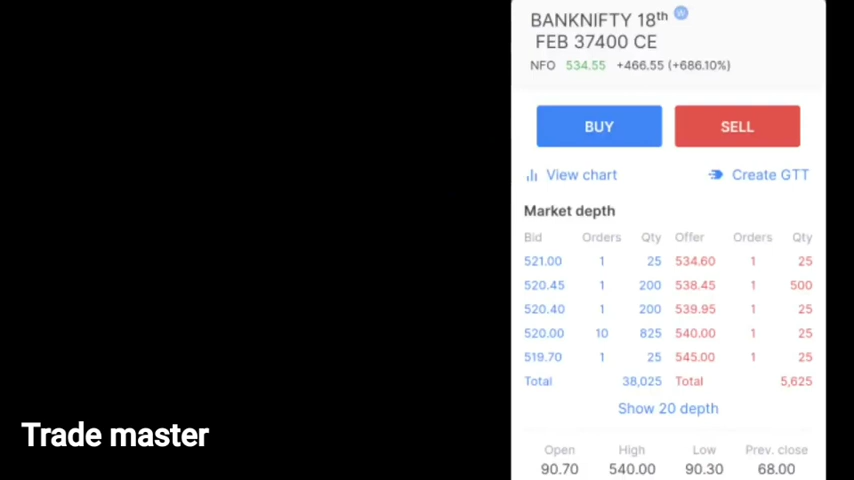 BANKNIFTY 18th W
FEB 37400 CE
NFO 534.55 +466.55 (+686.10%)
BUY SELL
View chart Create GTT
Market depth
Bid Orders Qty Offer Orders Qty
521.00 1 25 534.60 1 25
520.45 1 200 538.45 1 500
520.40 1 200 539.95 1 25
520.00 10 825 540.00 1 25
519.70 1 25 545.00 1 25
Total 38,025 Total 5,625
Show 20 depth
Open High Low Prev. close
90.70 540.00 90.30 68.00
Trade master